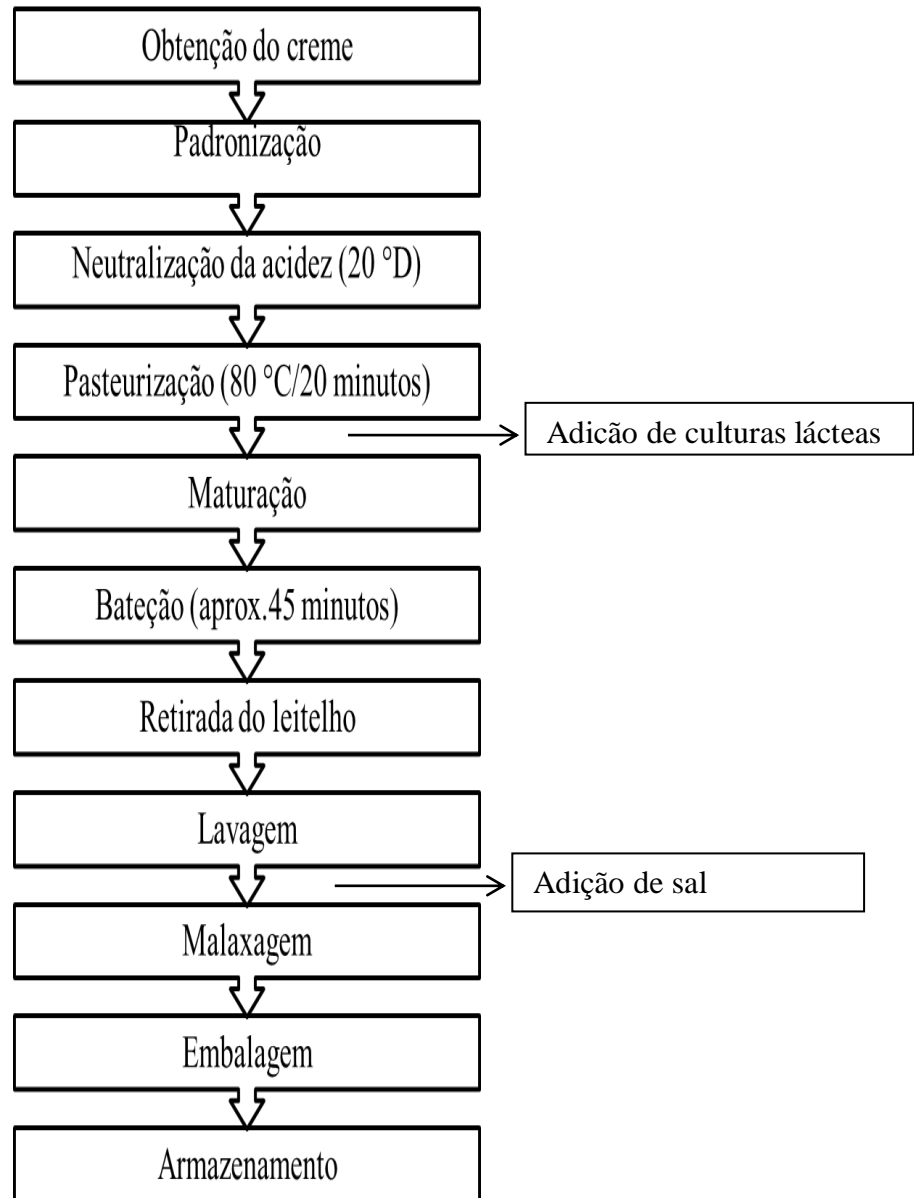 Obtenção do creme
Padronização
Neutralização da acidez (20 °D)
Pasteurização (80 °C/20 minutos)
Adicão de culturas lácteas
Maturação
Bateção (aprox.45 minutos)
Retirada do leitelho
Lavagem
Adição de sal
Malaxagem
Embalagem
Armazenamento